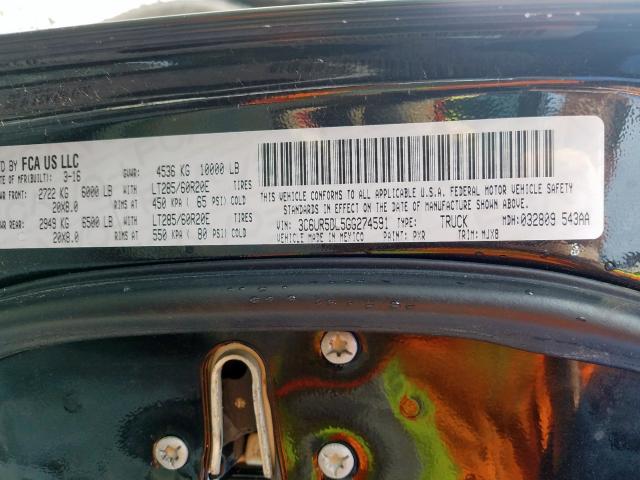 FCA US LLC
OF MFR(BUILT): 3-16 GVWR: 4536 KG 10000 LB
FRONT: 2722 KG 6000 LB WITH LT285/60R20E TIRES
20X8.0 RIMS AT 450 KPA ( 65 PSI) COLD
REAR: 2949 KG 6500 LB WITH LT285/60R20E TIRES
20X8.0 RIMS AT 550 KPA ( 80 PSI) COLD
THIS VEHICLE CONFORMS TO ALL APPLICABLE U.S.A. FEDERAL MOTOR VEHICLE SAFETY
STANDARDS IN EFFECT ON THE DATE OF MANUFACTURE SHOWN ABOVE.
VIN: 3C6UR5DL5GG274591 TYPE: TRUCK MDH: 032809 543AA
VEHICLE MADE IN MEXICO PAINT: PXR TRIM: MJX8